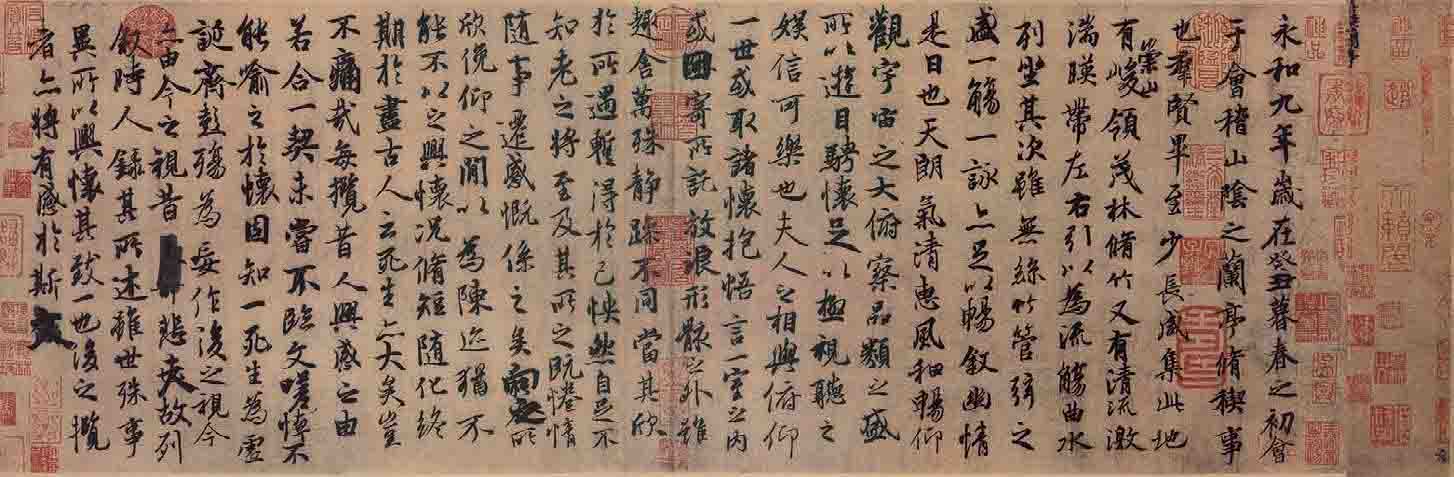 永和九年歲在癸丑暮春之初會
于會稽山陰之蘭亭脩稧事
也羣賢畢至少長咸集此地
有崇山峻領茂林脩竹又有清流激
湍暎帶左右引以為流觴曲水
列坐其次雖無絲竹管弦之
盛一觴一詠亦足以暢敘幽情
是日也天朗氣清惠風和暢仰
觀宇宙之大俯察品類之盛
所以遊目騁懷足以極視聽之
娛信可樂也夫人之相與俯仰
一世或取諸懷抱悟言一室之內
或因寄所託放浪形骸之外雖
趣舍萬殊靜躁不同當其欣
於所遇蹔得於己怏然自足不
知老之將至及其所之既惓情
隨事遷感慨係之矣向之所
欣俛仰之閒以為陳迹猶不
能不以之興懷況脩短隨化終
期於盡古人云死生亦大矣豈
不痛哉每攬昔人興感之由
若合一契未嘗不臨文嗟悼不
能喻之於懷固知一死生為虛
誕齊彭殤為妄作後之視今
亦由今之視昔悲夫故列
敘時人錄其所述雖世殊事
異所以興懷其致一也後之攬
者亦將有感於斯文